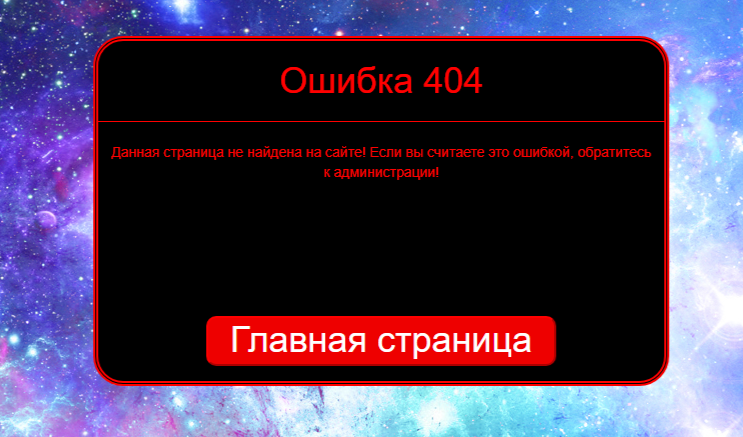 Ошибка 404
Данная страница не найдена на сайте! Если вы считаете это ошибкой, обратитесь
к администрации!
Главная страница